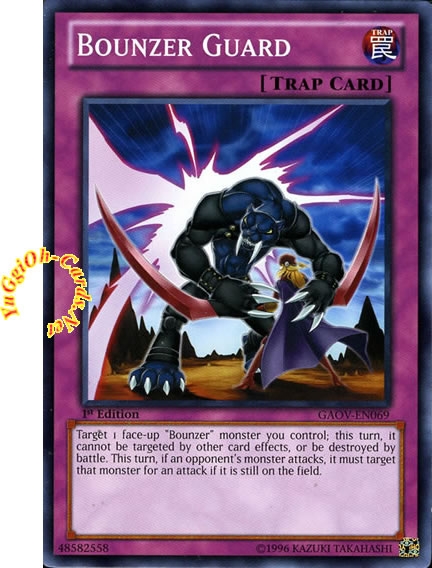 BOUNZER GUARD
TRAP
罠
[TRAP CARD]
YuGgiOh-Cards.Net
1st Edition
GAOV-EN069
Target 1 face-up "Bounzer" monster you control; this turn, it
cannot be targeted by other card effects, or be destroyed by
battle. This turn, if an opponent's monster attacks, it must target
that monster for an attack if it is still on the field.
48582558
©1996 KAZUKI TAKAHASHI